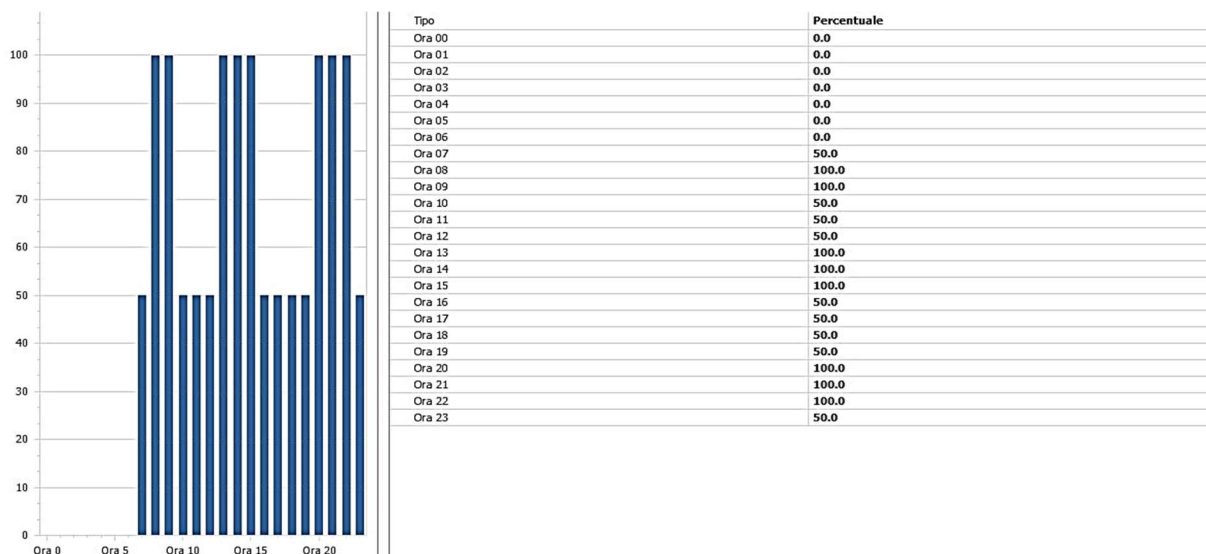 100
90
80
70
60
50
40
30
20
10
0
Ora 0 Ora 5 Ora 10 Ora 15 Ora 20
Tipo Percentuale
Ora 00 0.0
Ora 01 0.0
Ora 02 0.0
Ora 03 0.0
Ora 04 0.0
Ora 05 0.0
Ora 06 0.0
Ora 07 50.0
Ora 08 100.0
Ora 09 100.0
Ora 10 50.0
Ora 11 50.0
Ora 12 50.0
Ora 13 100.0
Ora 14 100.0
Ora 15 100.0
Ora 16 50.0
Ora 17 50.0
Ora 18 50.0
Ora 19 50.0
Ora 20 100.0
Ora 21 100.0
Ora 22 100.0
Ora 23 50.0